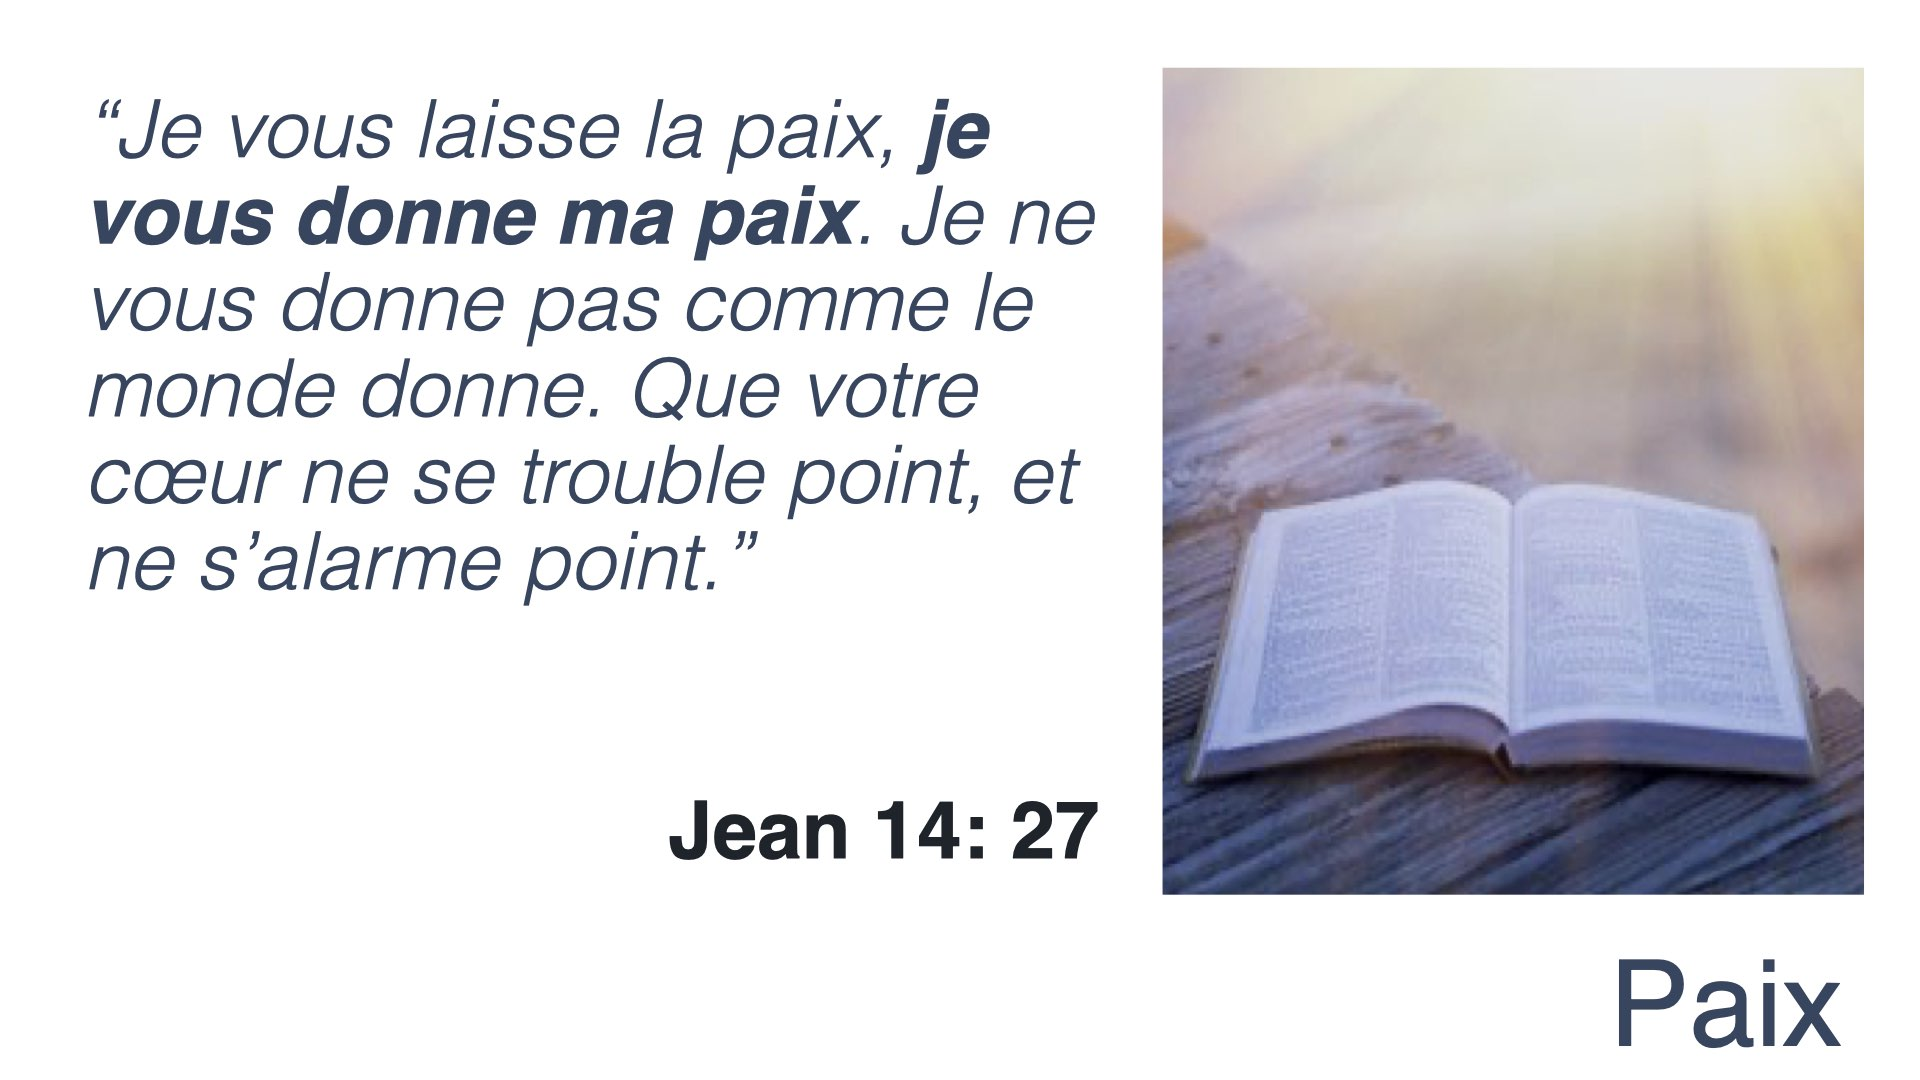 “Je vous laisse la paix, je
vous donne ma paix. Je ne
vous donne pas comme le
monde donne. Que votre
cœur ne se trouble point, et
ne s’alarme point.”
Jean 14: 27
Paix